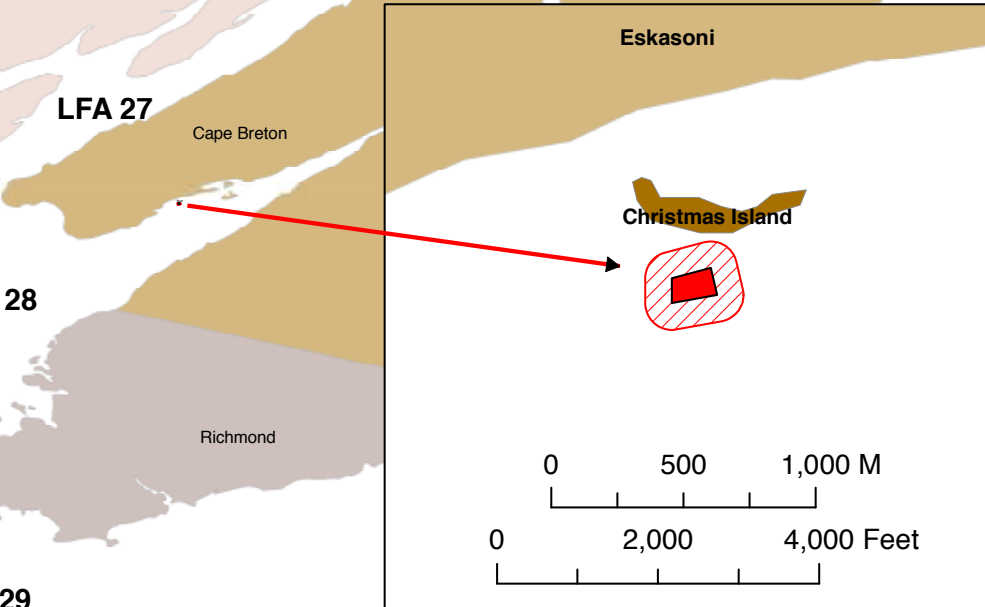 Eskasoni
LFA 27
Cape Breton
Christmas Island
28
Richmond
0 500 1,000 M
0 2,000 4,000 Feet
29